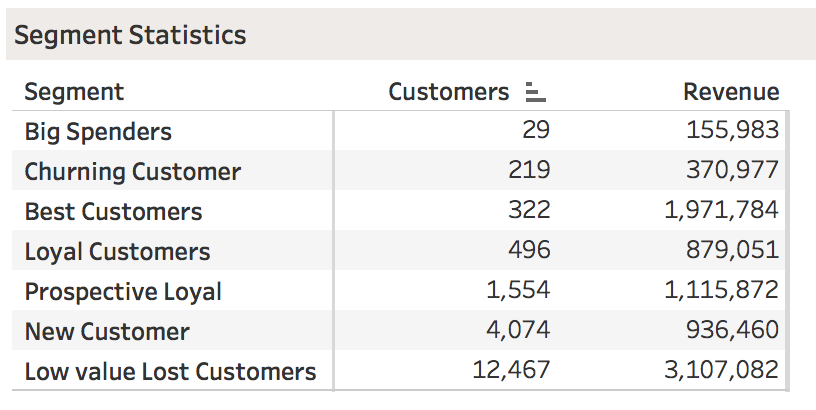 Segment Statistics
Segment Customers Revenue
Big Spenders 29 155,983
Churning Customer 219 370,977
Best Customers 322 1,971,784
Loyal Customers 496 879,051
Prospective Loyal 1,554 1,115,872
New Customer 4,074 936,460
Low value Lost Customers 12,467 3,107,082